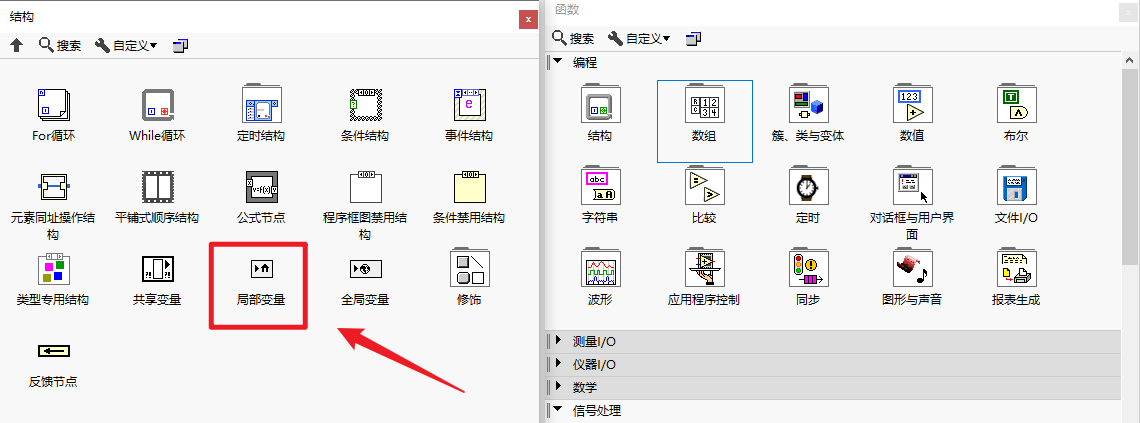 结构
x
搜索
自定义▾
For循环
While循环
定时结构
条件结构
事件结构
元素同址操作结
构
平铺式顺序结构
公式节点
程序框图禁用结
构
条件禁用结构
类型专用结构
共享变量
局部变量
全局变量
修饰
反馈节点
函数
x
搜索
自定义▾
编程
结构
数组
簇、类与变体
数值
布尔
字符串
比较
定时
对话框与用户界
面
文件I/O
波形
应用程序控制
同步
图形与声音
报表生成
测量I/O
仪器I/O
数学
信号处理